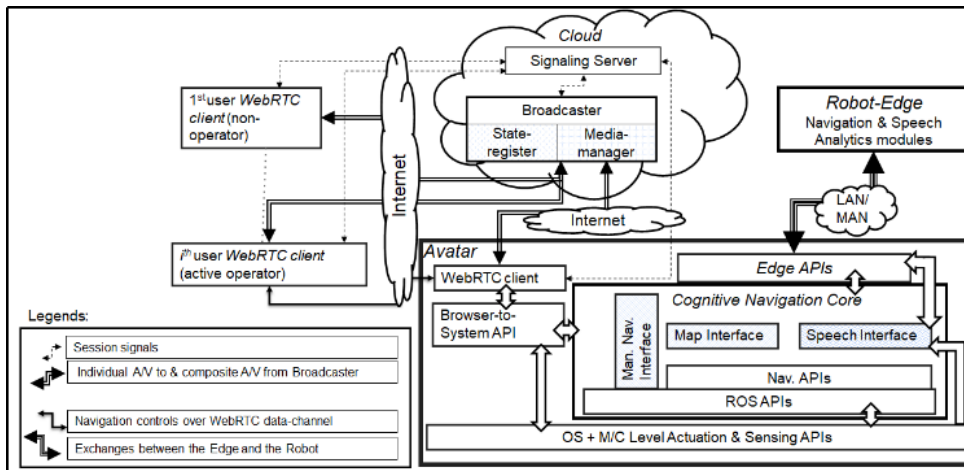 Cloud
Signaling Server
1st user WebRTC
client (non-
operator)
Broadcaster
State-
register
Media-
manager
Robot-Edge
Navigation & Speech
Analytics modules
Internet
Internet
LAN/
MAN
ith user WebRTC client
(active operator)
Avatar
WebRTC client
Edge APIs
Browser-to-
System API
Cognitive Navigation Core
Man. Nav.
Interface
Map Interface
Speech Interface
Nav. APIs
ROS APIs
OS + M/C Level Actuation & Sensing APIs
Legends:
Session signals
Individual A/V to & composite A/V from Broadcaster
Navigation controls over WebRTC data-channel
Exchanges between the Edge and the Robot